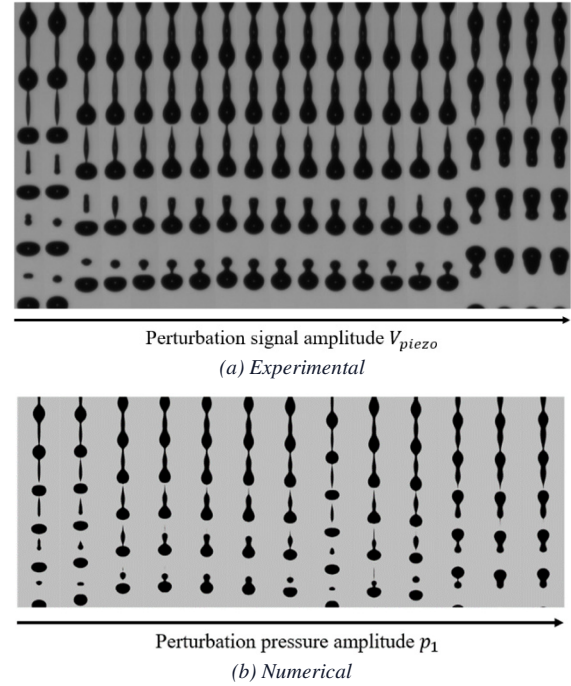 Perturbation signal amplitude V_piezo
(a) Experimental
Perturbation pressure amplitude p_1
(b) Numerical